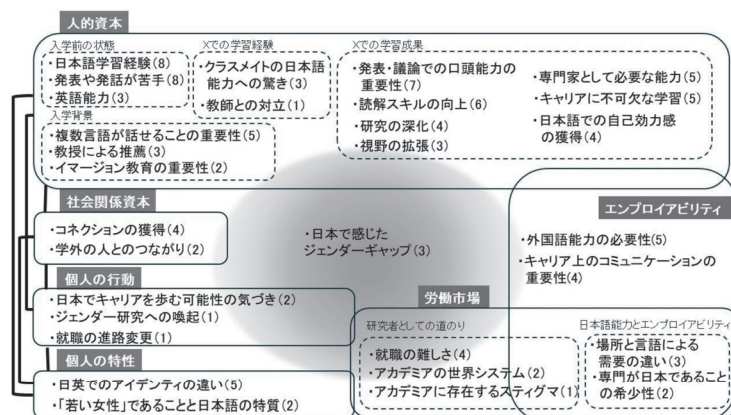 人的資本
入学前の状態
・日本語学習経験(8)
・発表や発話が苦手(8)
・英語能力(3)
入学背景
・複数言語が話せることの重要性(5)
・教授による推薦(3)
・イマージョン教育の重要性(2)
Xでの学習経験
・クラスメイトの日本語
能力への驚き(3)
・教師との対立(1)
Xでの学習成果
・発表・議論での口頭能力の
重要性(7)
・読解スキルの向上(6)
・研究の深化(4)
・視野の拡張(3)
・専門家として必要な能力(5)
・キャリアに不可欠な学習(5)
・日本語での自己効力感
の獲得(4)
社会関係資本
・コネクションの獲得(4)
・学外の人とのつながり(2)
・日本で感じた
ジェンダーギャップ(3)
エンプロイアビリティ
・外国語能力の必要性(5)
・キャリア上のコミュニケーションの
重要性(4)
個人の行動
・日本でキャリアを歩む可能性の気づき(2)
・ジェンダー研究への喚起(1)
・就職の進路変更(1)
労働市場
研究者としての道のり
・就職の難しさ(4)
・アカデミアの世界システム(2)
・アカデミアに存在するスティグマ(1)
日本語能力とエンプロイアビリティ
・場所と言語による
需要の違い(3)
・専門が日本であること
の希少性(2)
個人の特性
・日英でのアイデンティの違い(5)
・「若い女性」であることと日本語の特質(2)